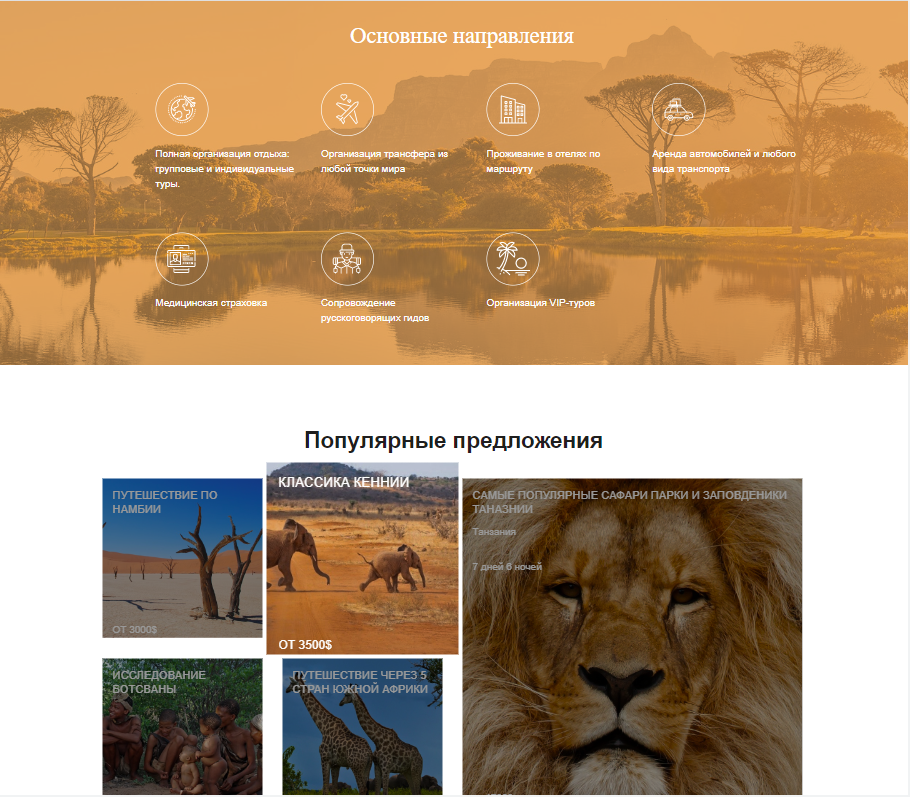 Основные направления
Полная организация отдыха:
групповые и индивидуальные
туры.
Организация трансфера из
любой точки мира
Проживание в отелях по
маршруту
Аренда автомобилей и любого
вида транспорта
Медицинская страховка
Сопровождение
русскоговорящих гидов
Организация VIP-туров
Популярные предложения
ПУТЕШЕСТВИЕ ПО
НАМБИИ
ОТ 3000$
КЛАССИКА КЕННИИ
ОТ 3500$
САМЫЕ ПОПУЛЯРНЫЕ САФАРИ ПАРКИ И ЗАПОВДЕНИКИ
ТАНАЗНИИ
Танзания
7 дней 6 ночей
ИССЛЕДОВАНИЕ
БОТСВАНЫ
ПУТЕШЕСТВИЕ ЧЕРЕЗ 5
СТРАН ЮЖНОЙ АФРИКИ